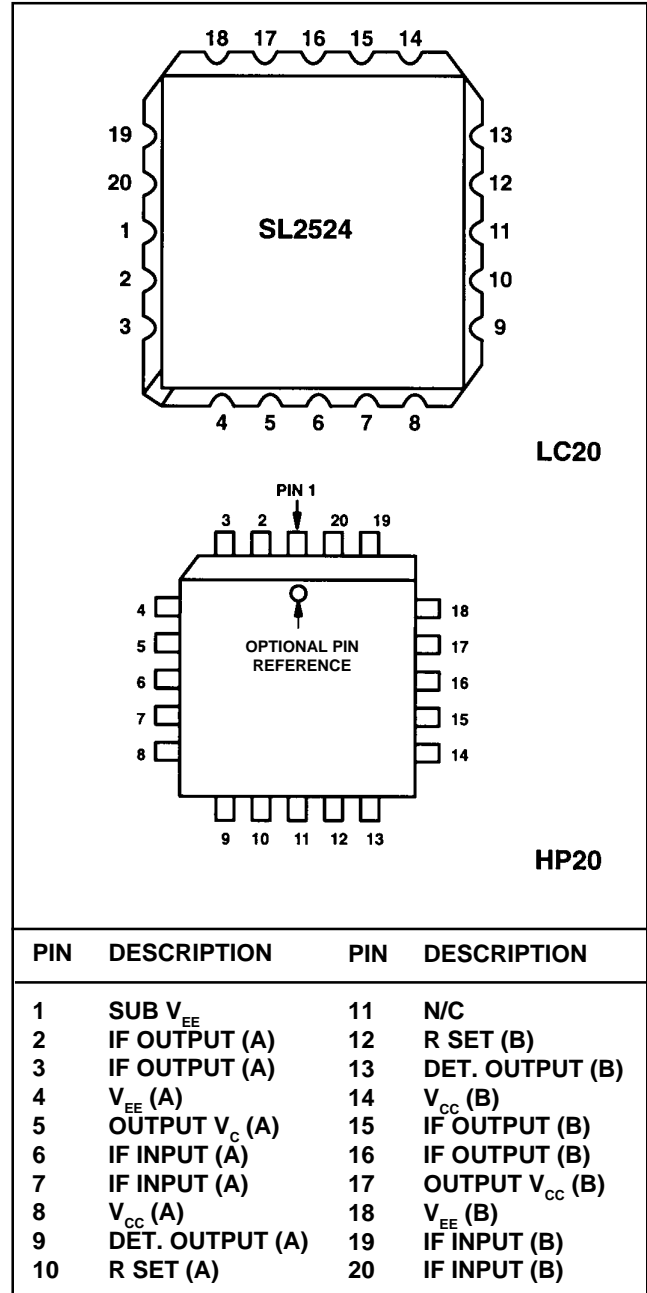 18 17 16 15 14
19 13
20 12
1 SL2524 11
2 10
3 9
4 5 6 7 8
LC20
PIN 1
3 2 20 19
4 18
5 OPTIONAL PIN 17
REFERENCE
6 16
7 15
8 14
9 10 11 12 13
HP20
PIN DESCRIPTION PIN DESCRIPTION
1 SUB VEE 11 N/C
2 IF OUTPUT (A) 12 R SET (B)
3 IF OUTPUT (A) 13 DET. OUTPUT (B)
4 VEE (A) 14 VCC (B)
5 OUTPUT VC (A) 15 IF OUTPUT (B)
6 IF INPUT (A) 16 IF OUTPUT (B)
7 IF INPUT (A) 17 OUTPUT VCC (B)
8 VCC (A) 18 VEE (B)
9 DET. OUTPUT (A) 19 IF INPUT (B)
10 R SET (A) 20 IF INPUT (B)